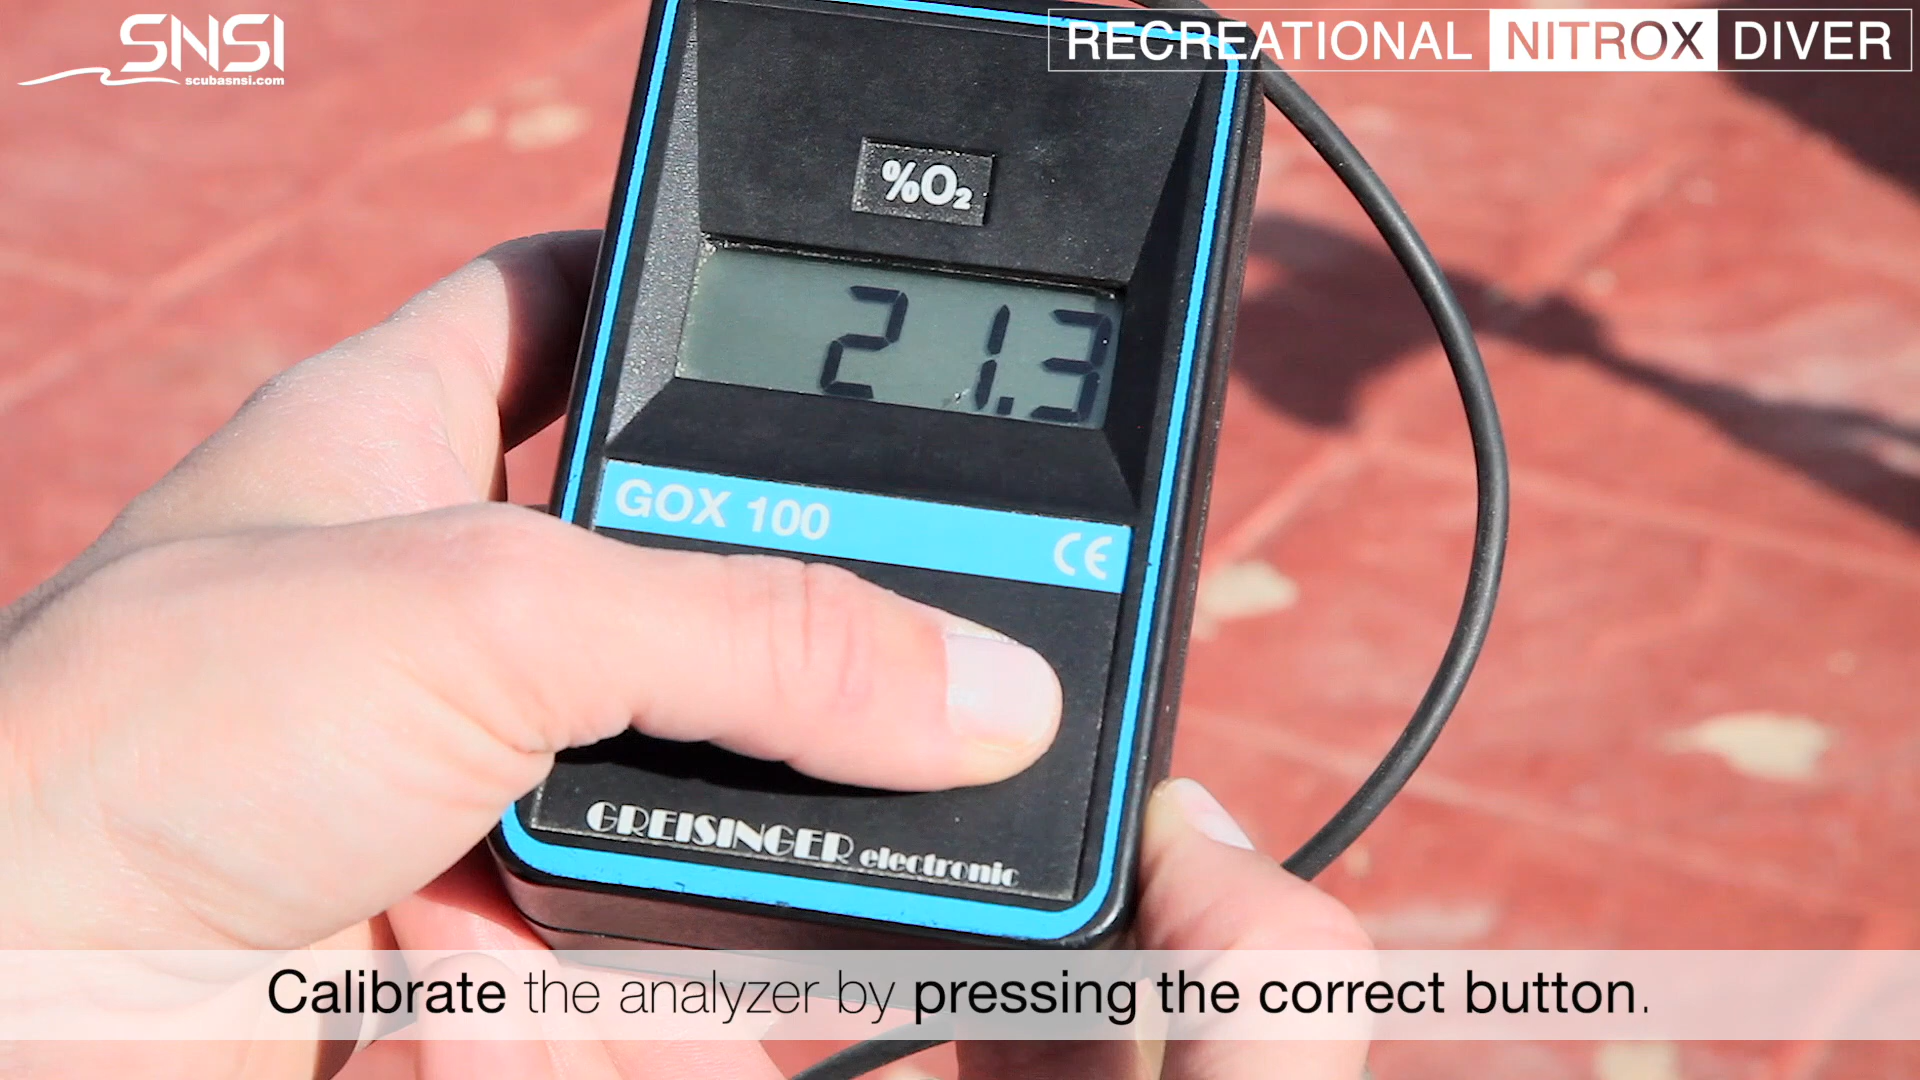 SNSI
scubasnsi.com
RECREATIONAL NITROX DIVER
%O₂
21.3
GOX 100
CE
GREISINGER electronic
Calibrate the analyzer by pressing the correct button.